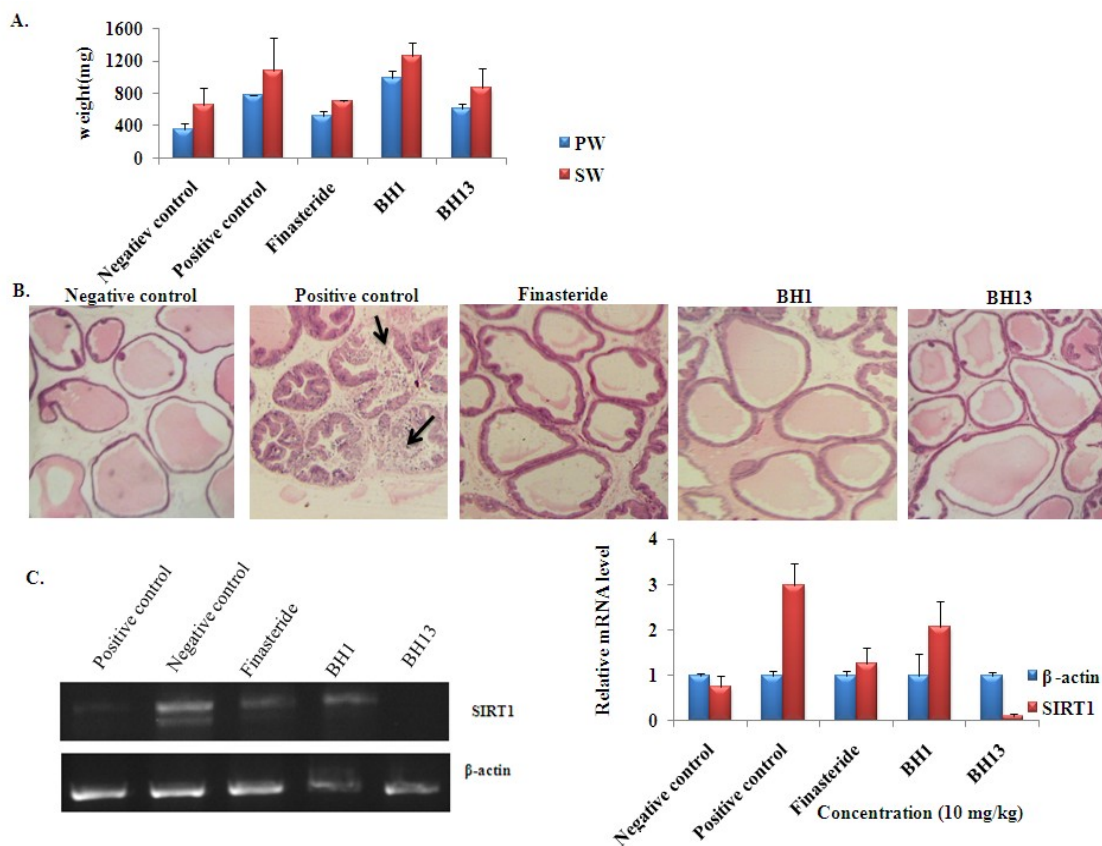 A.
1600
1200
800
400
0
w eight(mg)
Negatiev control
Positive control
Finasteride
BH1
BH13
PW
SW
B.
Negative control
Positive control
Finasteride
BH1
BH13
C.
Positive control
Negative control
Finasteride
BH1
BH13
SIRT1
β-actin
4
3
2
1
0
Relative mRNA level
Negative control
Positive control
Finasteride
BH1
BH13
β -actin
SIRT1
Concentration (10 mg/kg)